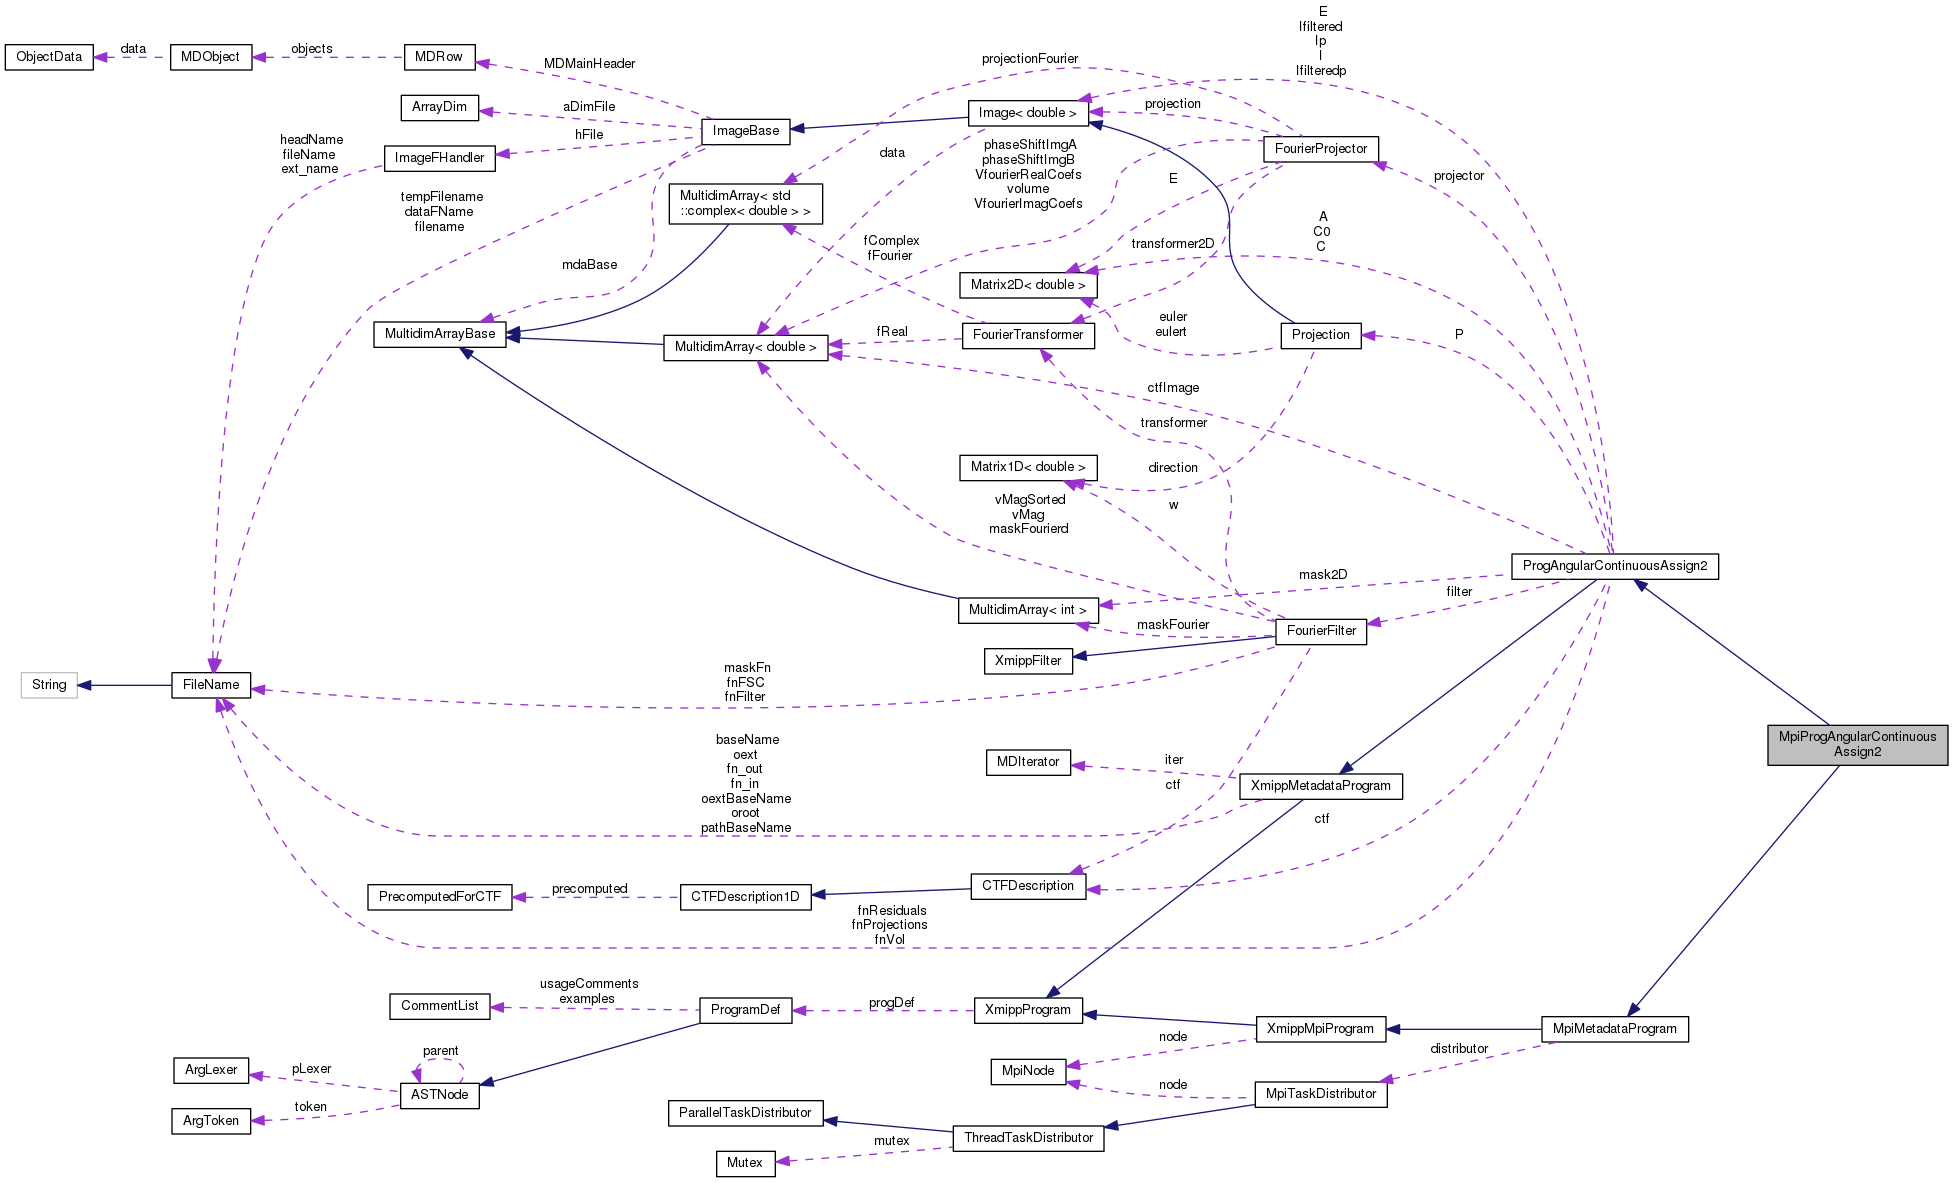 E
Ifiltered
Ip
I
Ifilteredp
ObjectData
data
MDObject
objects
MDRow
MDMainHeader
projectionFourier
ArrayDim
aDimFile
Image< double >
projection
ImageBase
hFile
headName
fileName
ext_name
ImageFHandler
data
phaseShiftImgA
phaseShiftImgB
VfourierRealCoefs
volume
VfourierImagCoefs
FourierProjector
E
projector
tempFilename
dataFName
filename
MultidimArray< std
::complex< double > >
A
C0
C
fComplex
fFourier
transformer2D
mdaBase
Matrix2D< double >
MultidimArrayBase
MultidimArray< double >
fReal
FourierTransformer
euler
eulert
Projection
P
ctfImage
transformer
Matrix1D< double >
direction
vMagSorted
vMag
maskFourierd
w
ProgAngularContinuousAssign2
mask2D
filter
MultidimArray< int >
maskFourier
FourierFilter
XmippFilter
String
FileName
maskFn
fnFSC
fnFilter
MpiProgAngularContinuous
Assign2
baseName
oext
fn_out
fn_in
oextBaseName
oroot
pathBaseName
MDIterator
iter
ctf
XmippMetadataProgram
ctf
PrecomputedForCTF
precomputed
CTFDescription1D
CTFDescription
fnResiduals
fnProjections
fnVol
CommentList
usageComments
examples
ProgramDef
progDef
XmippProgram
XmippMpiProgram
MpiMetadataProgram
node
distributor
parent
ArgLexer
pLexer
ASTNode
MpiNode
node
MpiTaskDistributor
ArgToken
token
ParallelTaskDistributor
mutex
ThreadTaskDistributor
Mutex